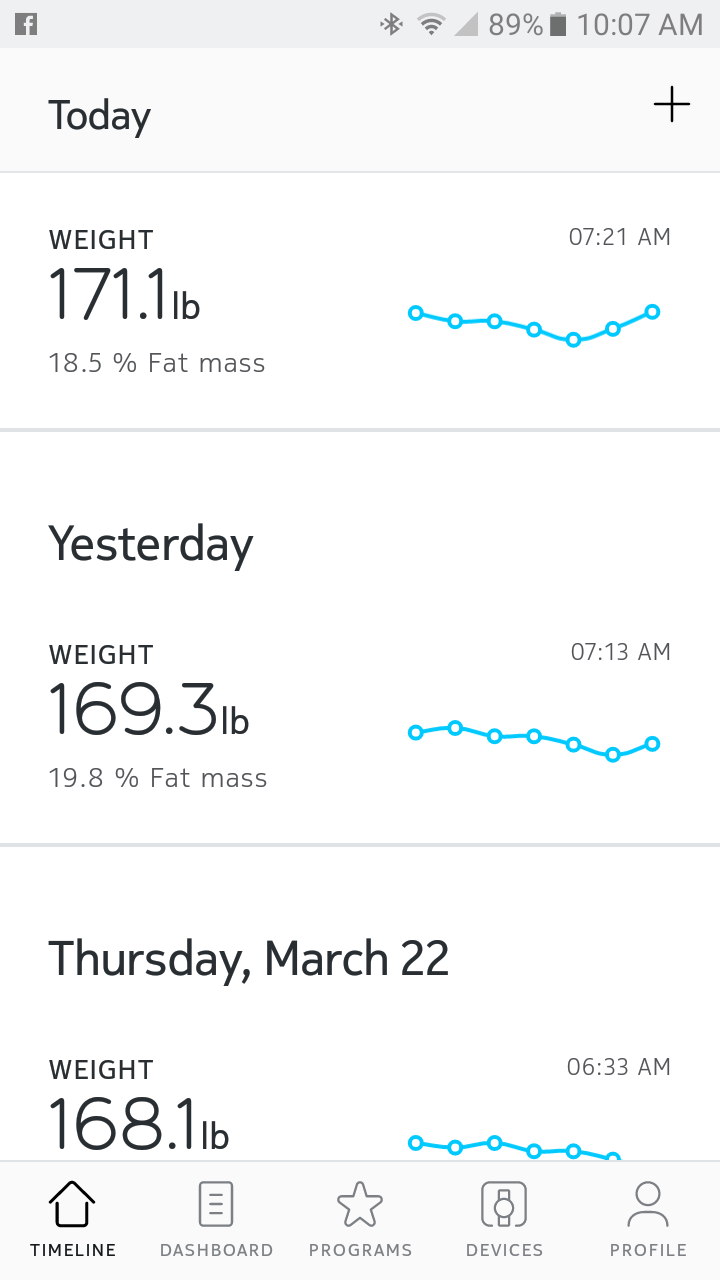 89% 10:07 AM
Today
WEIGHT 07:21 AM
171.1lb
18.5 % Fat mass
Yesterday
WEIGHT 07:13 AM
169.3lb
19.8 % Fat mass
Thursday, March 22
WEIGHT 06:33 AM
168.1lb
TIMELINE DASHBOARD PROGRAMS DEVICES PROFILE